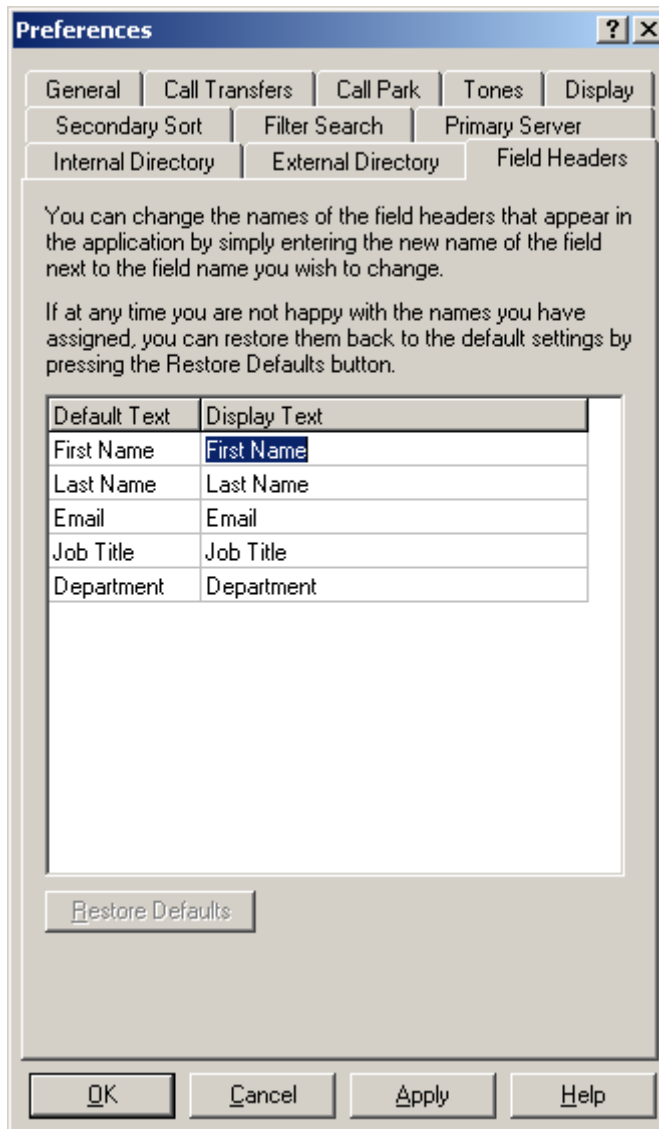 Preferences
General Call Transfers Call Park Tones Display
Secondary Sort Filter Search Primary Server
Internal Directory External Directory Field Headers
You can change the names of the field headers that appear in
the application by simply entering the new name of the field
next to the field name you wish to change.
If at any time you are not happy with the names you have
assigned, you can restore them back to the default settings by
pressing the Restore Defaults button.
Default Text Display Text
First Name First Name
Last Name Last Name
Email Email
Job Title Job Title
Department Department
Restore Defaults
OK Cancel Apply Help